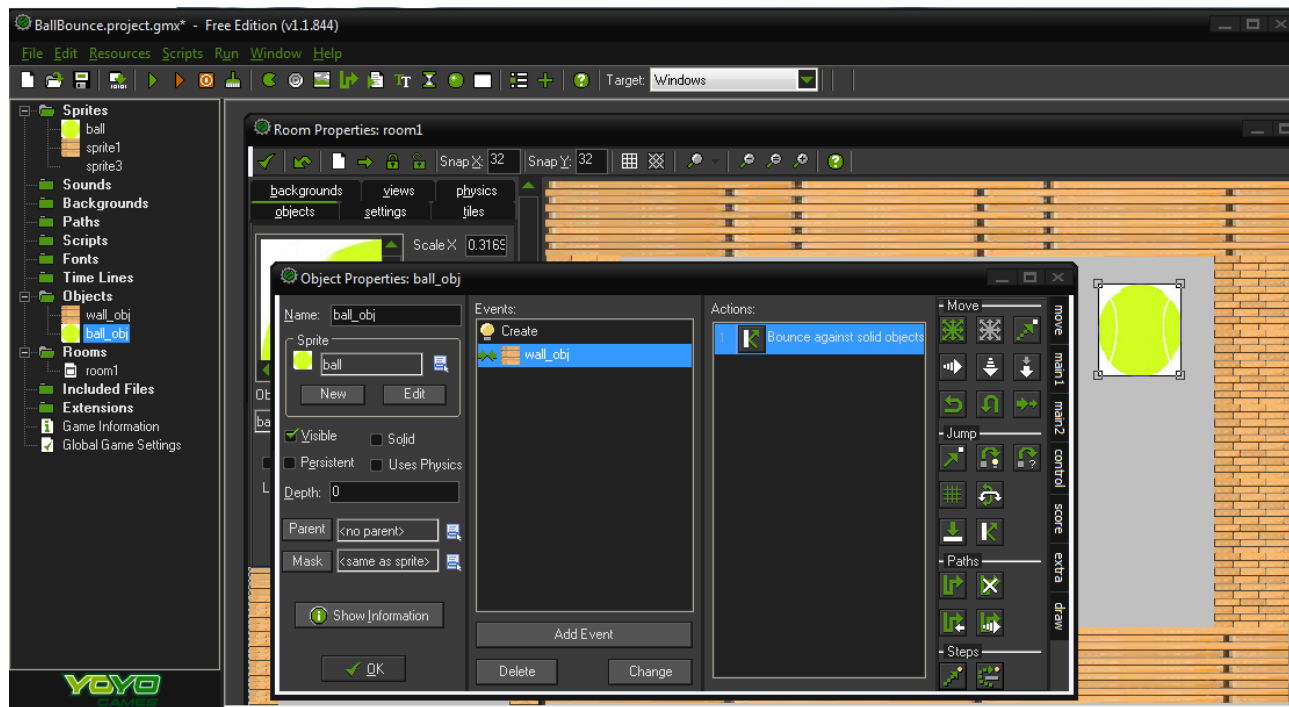 BallBounce.project.gmx* - Free Edition (v1.1.844)
File Edit Resources Scripts Run Window Help
Target: Windows
Sprites
ball
sprite1
sprite3
Sounds
Backgrounds
Paths
Scripts
Fonts
Time Lines
Objects
wall_obj
ball_obj
Rooms
room1
Included Files
Extensions
Game Information
Global Game Settings
YOYO
GAMES
Room Properties: room1
Snap X: 32 Snap Y: 32
backgrounds views physics
objects settings tiles
Scale X 0.3169
Object Properties: ball_obj
Name: ball_obj
Sprite
ball
New Edit
Visible Solid
Persistent Uses Physics
Depth: 0
Parent <no parent>
Mask <same as sprite>
Show Information
OK
Events:
Create
wall_obj
Add Event
Delete Change
Actions:
1 Bounce against solid objects
Move
Jump
Paths
Steps
move
main1
main2
control
score
extra
draw